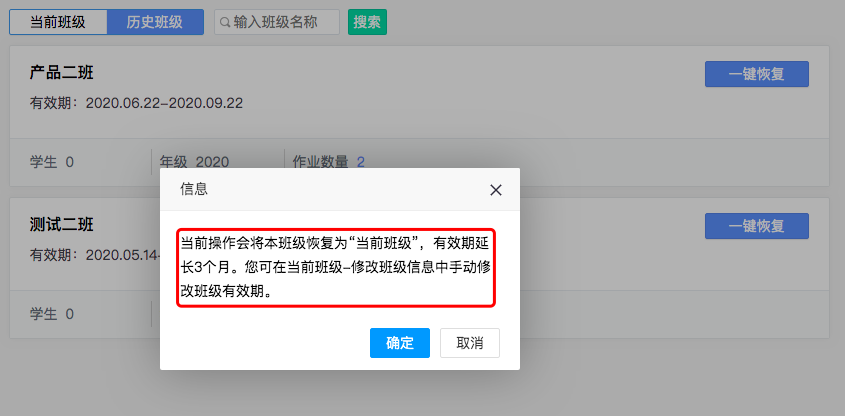 当前班级 历史班级 输入班级名称 搜索
产品二班 一键恢复
有效期：2020.06.22-2020.09.22
学生 0 年级 2020 作业数量 2
信息
测试二班 一键恢复
有效期：2020.05.14-
当前操作会将本班级恢复为“当前班级”，有效期延
长3个月。您可在当前班级-修改班级信息中手动修
改班级有效期。
学生 0
确定 取消